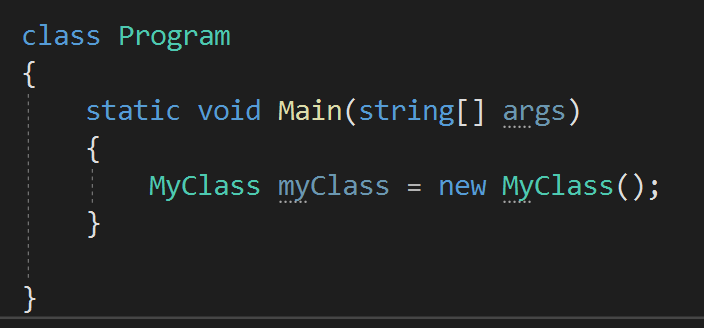 class Program
{
    static void Main(string[] args)
    {
        MyClass myClass = new MyClass();
    }
}